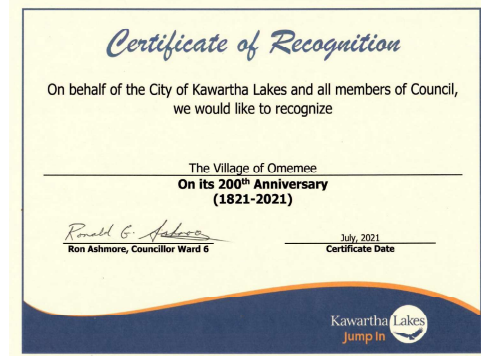 Certificate of Recognition
On behalf of the City of Kawartha Lakes and all members of Council,
we would like to recognize
The Village of Omemee
On its 200th Anniversary
(1821-2021)
Ronald G. Ashmore
Ron Ashmore, Councillor Ward 6
July, 2021
Certificate Date
Kawartha Lakes
Jump In